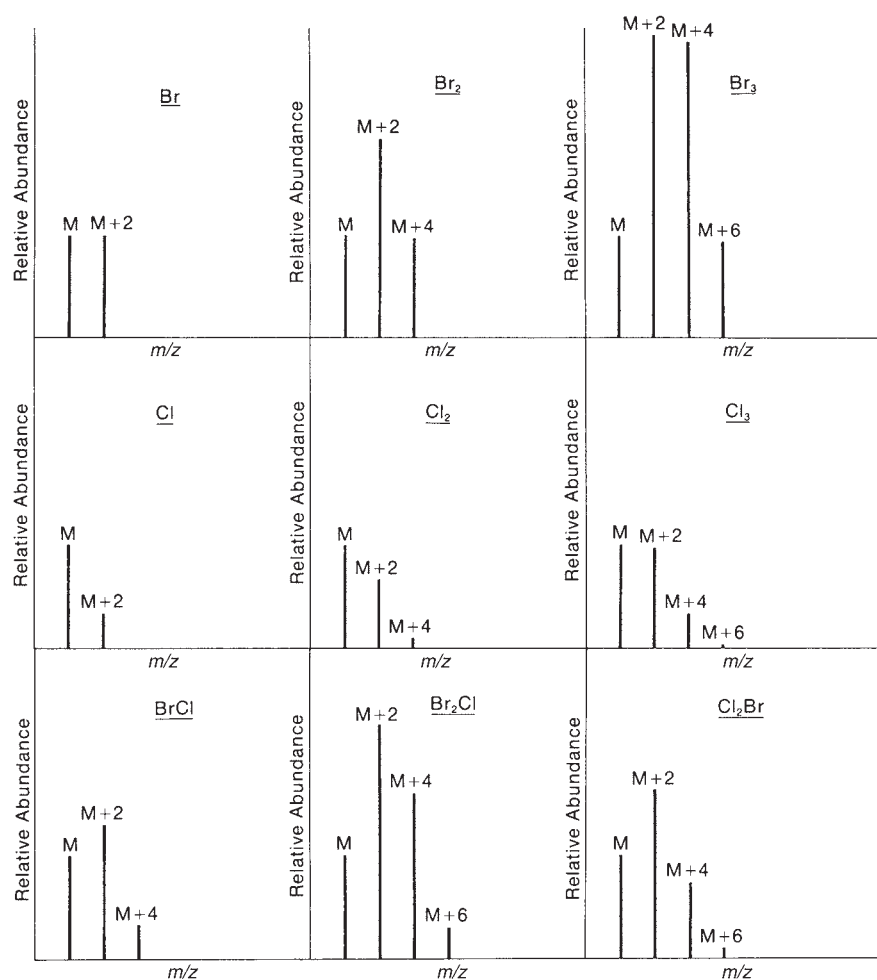 Relative Abundance
Br
M
M+2
m/z
Relative Abundance
Br₂
M
M+2
M+4
m/z
Relative Abundance
Br₃
M
M+2
M+4
M+6
m/z
Relative Abundance
Cl
M
M+2
m/z
Relative Abundance
Cl₂
M
M+2
M+4
m/z
Relative Abundance
Cl₃
M
M+2
M+4
M+6
m/z
Relative Abundance
BrCl
M
M+2
M+4
m/z
Relative Abundance
Br₂Cl
M
M+2
M+4
M+6
m/z
Relative Abundance
Cl₂Br
M
M+2
M+4
M+6
m/z